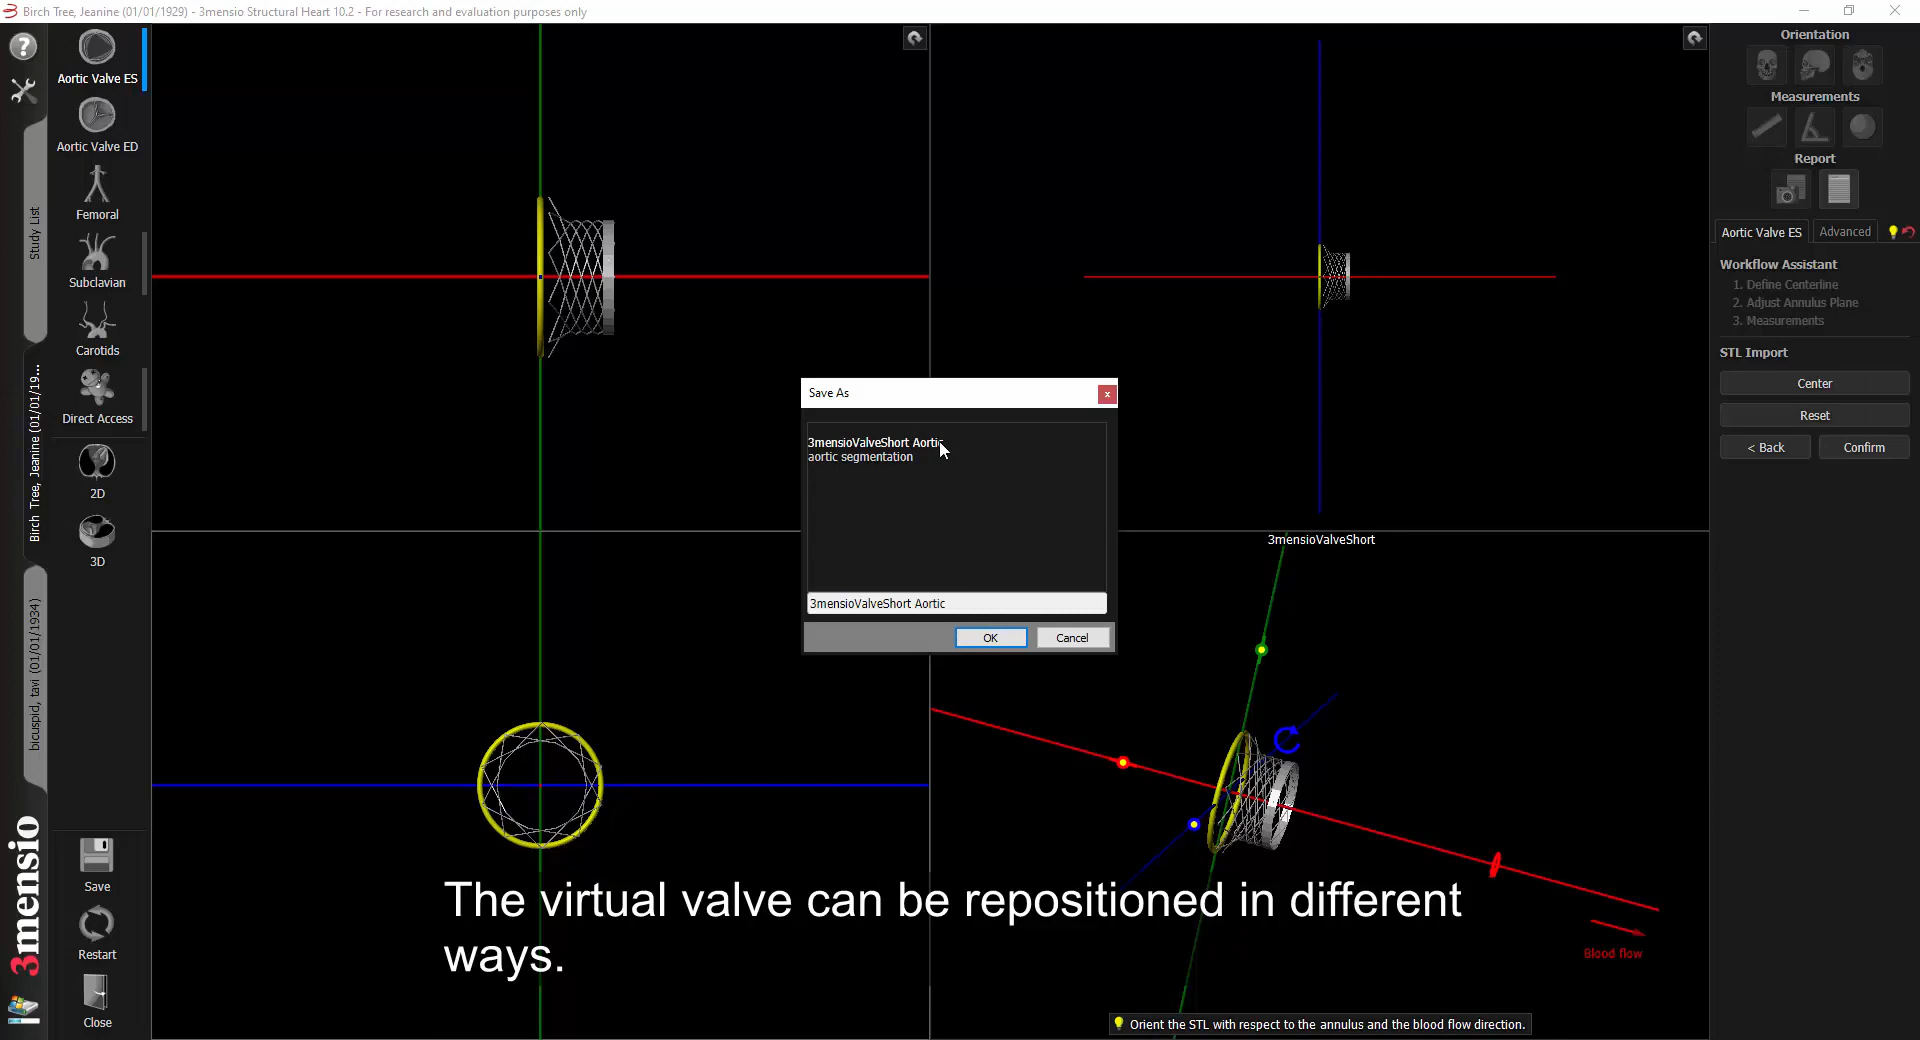 Birch Tree, Jeanine (01/01/1929) - 3mensio Structural Heart 10.2 - For research and evaluation purposes only
?
Aortic Valve ES
Aortic Valve ED
Femoral
Subclavian
Carotids
Direct Access
2D
3D
Save
Restart
Close
Study List
Birch Tree, Jeanine (01/01/19...
bicuspid, tavi (01/01/1934)
3mensio
Save As
x
3mensioValveShort Aortic
aortic segmentation
3mensioValveShort Aortic
OK
Cancel
3mensioValveShort
Blood flow
The virtual valve can be repositioned in different
ways.
Orient the STL with respect to the annulus and the blood flow direction.
Orientation
Measurements
Report
Aortic Valve ES
Advanced
Workflow Assistant
1. Define Centerline
2. Adjust Annulus Plane
3. Measurements
STL Import
Center
Reset
< Back
Confirm